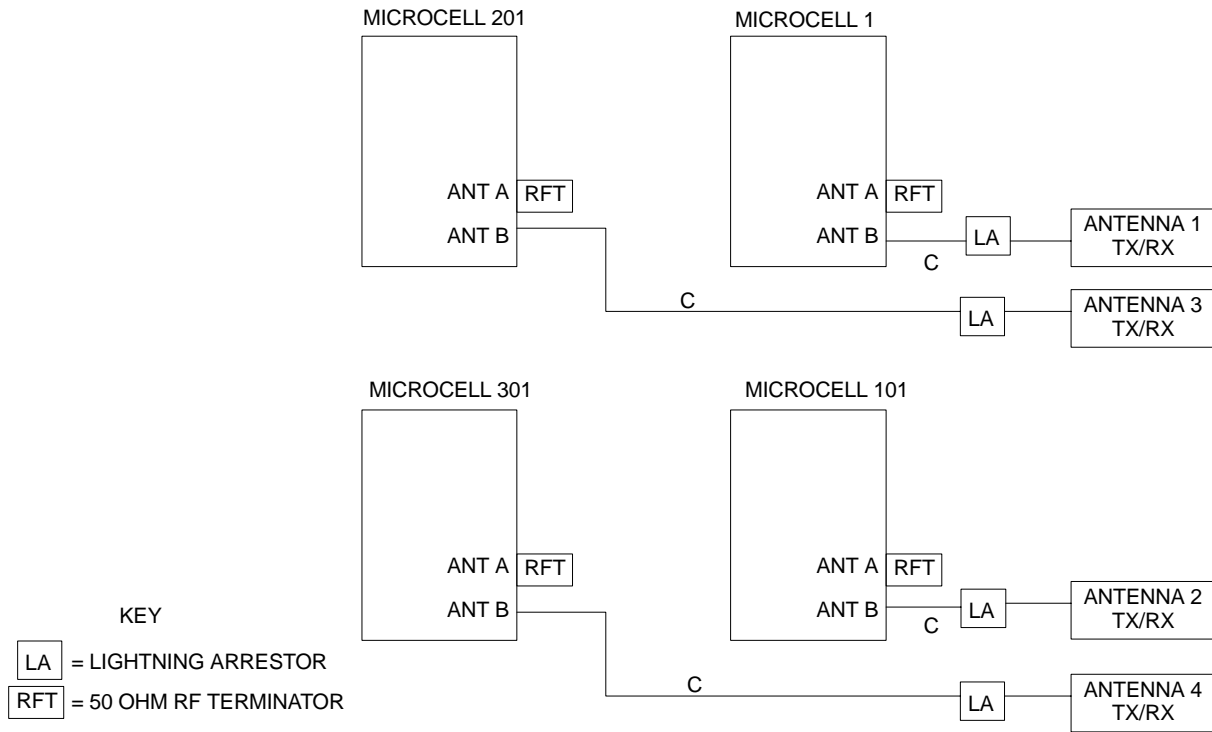 MICROCELL 201
MICROCELL 1
ANT A
RFT
ANT B
ANT A
RFT
ANT B
LA
ANTENNA 1
TX/RX
C
C
LA
ANTENNA 3
TX/RX
MICROCELL 301
MICROCELL 101
ANT A
RFT
ANT B
ANT A
RFT
ANT B
LA
ANTENNA 2
TX/RX
C
C
LA
ANTENNA 4
TX/RX
KEY
LA = LIGHTNING ARRESTOR
RFT = 50 OHM RF TERMINATOR